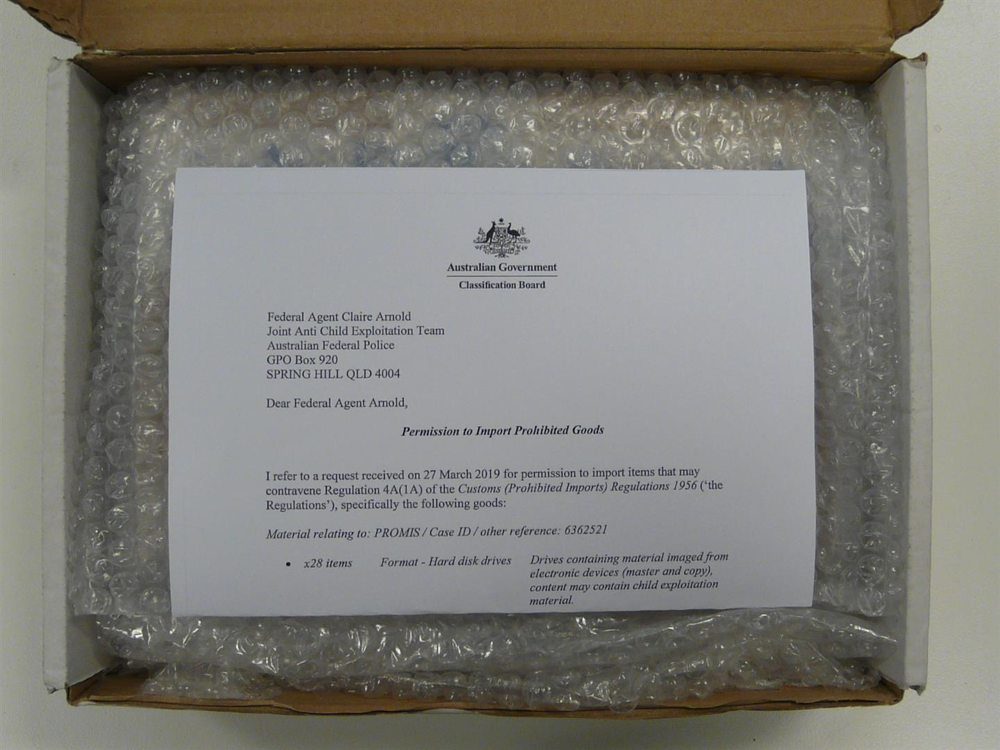 Australian Government
Classification Board
Federal Agent Claire Arnold
Joint Anti Child Exploitation Team
Australian Federal Police
GPO Box 920
SPRING HILL QLD 4004
Dear Federal Agent Arnold,
Permission to Import Prohibited Goods
I refer to a request received on 27 March 2019 for permission to import items that may
contravene Regulation 4A(1A) of the Customs (Prohibited Imports) Regulations 1956 (‘the
Regulations’), specifically the following goods:
Material relating to: PROMIS / Case ID / other reference: 6362521
• x28 items Format - Hard disk drives Drives containing material imaged from
electronic devices (master and copy),
content may contain child exploitation
material.